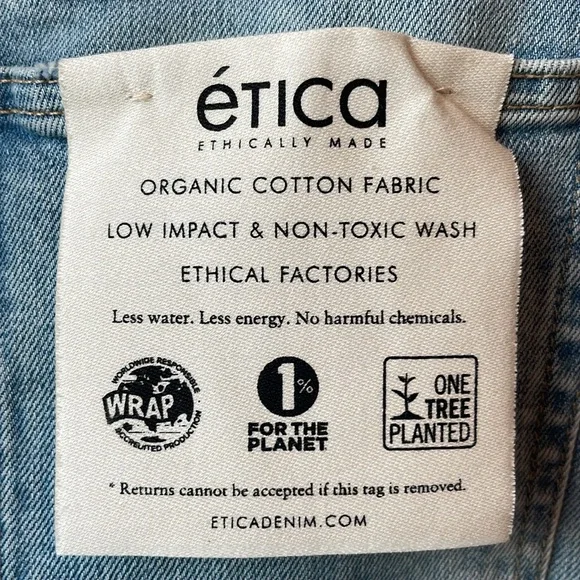 éTICa
ETHICALLY MADE
ORGANIC COTTON FABRIC
LOW IMPACT & NON-TOXIC WASH
ETHICAL FACTORIES
Less water. Less energy. No harmful chemicals.
WORLDWIDE RESPONSIBLE
WRAP
ACCREDITED PRODUCTION
1%
FOR THE
PLANET
ONE
TREE
PLANTED
* Returns cannot be accepted if this tag is removed.
ETICADENIM.COM